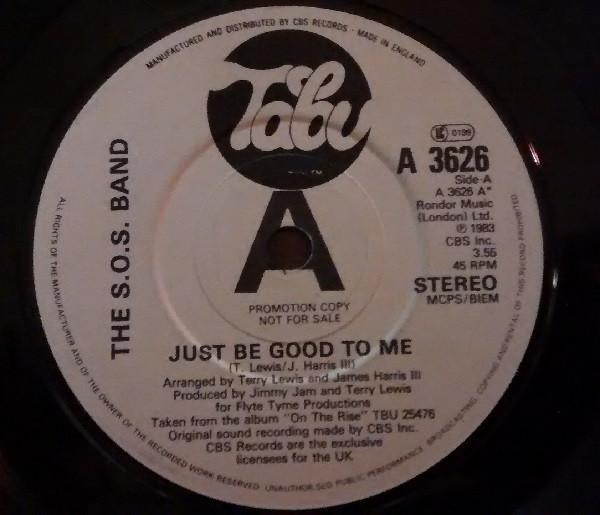 MANUFACTURED AND DISTRIBUTED BY CBS RECORDS - MADE IN ENGLAND
Tabu
THE S.O.S. BAND
A
PROMOTION COPY
NOT FOR SALE
LC 0199
A 3626
Side-A
A 3626 A"
Rondor Music
(London) Ltd.
℗ 1983
CBS Inc.
3.55
45 RPM
STEREO
MCPS/BIEM
JUST BE GOOD TO ME
(T. Lewis/J. Harris III)
Arranged by Terry Lewis and James Harris III
Produced by Jimmy Jam and Terry Lewis
for Flyte Tyme Productions
Taken from the album "On The Rise" TBU 25476
Original sound recording made by CBS Inc.
CBS Records are the exclusive
licensees for the UK
ALL RIGHTS OF THE MANUFACTURER AND OF THE OWNER OF THE RECORDED WORK RESERVED. UNAUTHORISED PUBLIC PERFORMANCE, BROADCASTING, COPYING AND RENTAL OF THIS RECORD PROHIBITED.